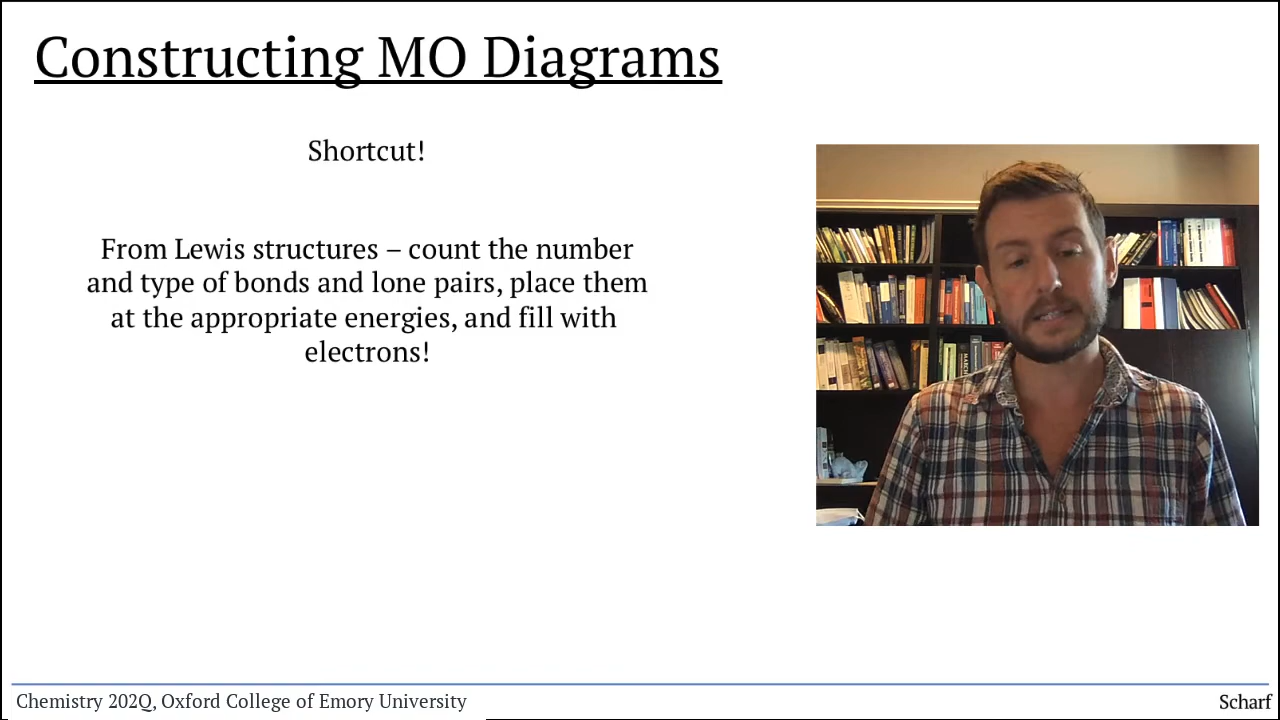 Constructing MO Diagrams
Shortcut!
From Lewis structures – count the number
and type of bonds and lone pairs, place them
at the appropriate energies, and fill with
electrons!
Chemistry 202Q, Oxford College of Emory University
Scharf